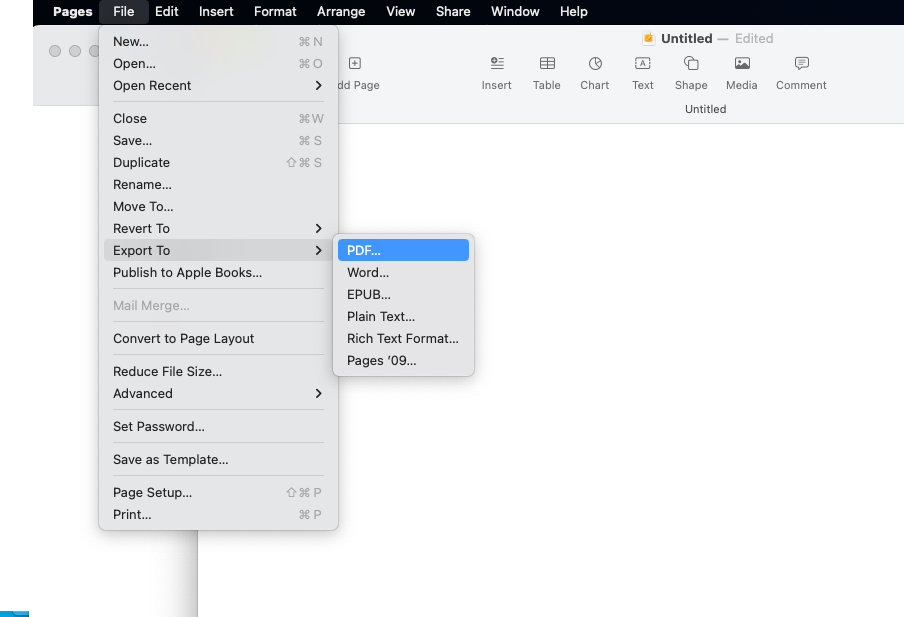 Pages File Edit Insert Format Arrange View Share Window Help
Untitled — Edited
dd Page Insert Table Chart Text Shape Media Comment
Untitled
New... ⌘ N
Open... ⌘ O
Open Recent
Close ⌘ W
Save... ⌘ S
Duplicate ⇧ ⌘ S
Rename...
Move To...
Revert To
Export To
Publish to Apple Books...
Mail Merge...
Convert to Page Layout
Reduce File Size...
Advanced
Set Password...
Save as Template...
Page Setup... ⇧ ⌘ P
Print... ⌘ P
PDF...
Word...
EPUB...
Plain Text...
Rich Text Format...
Pages ’09...